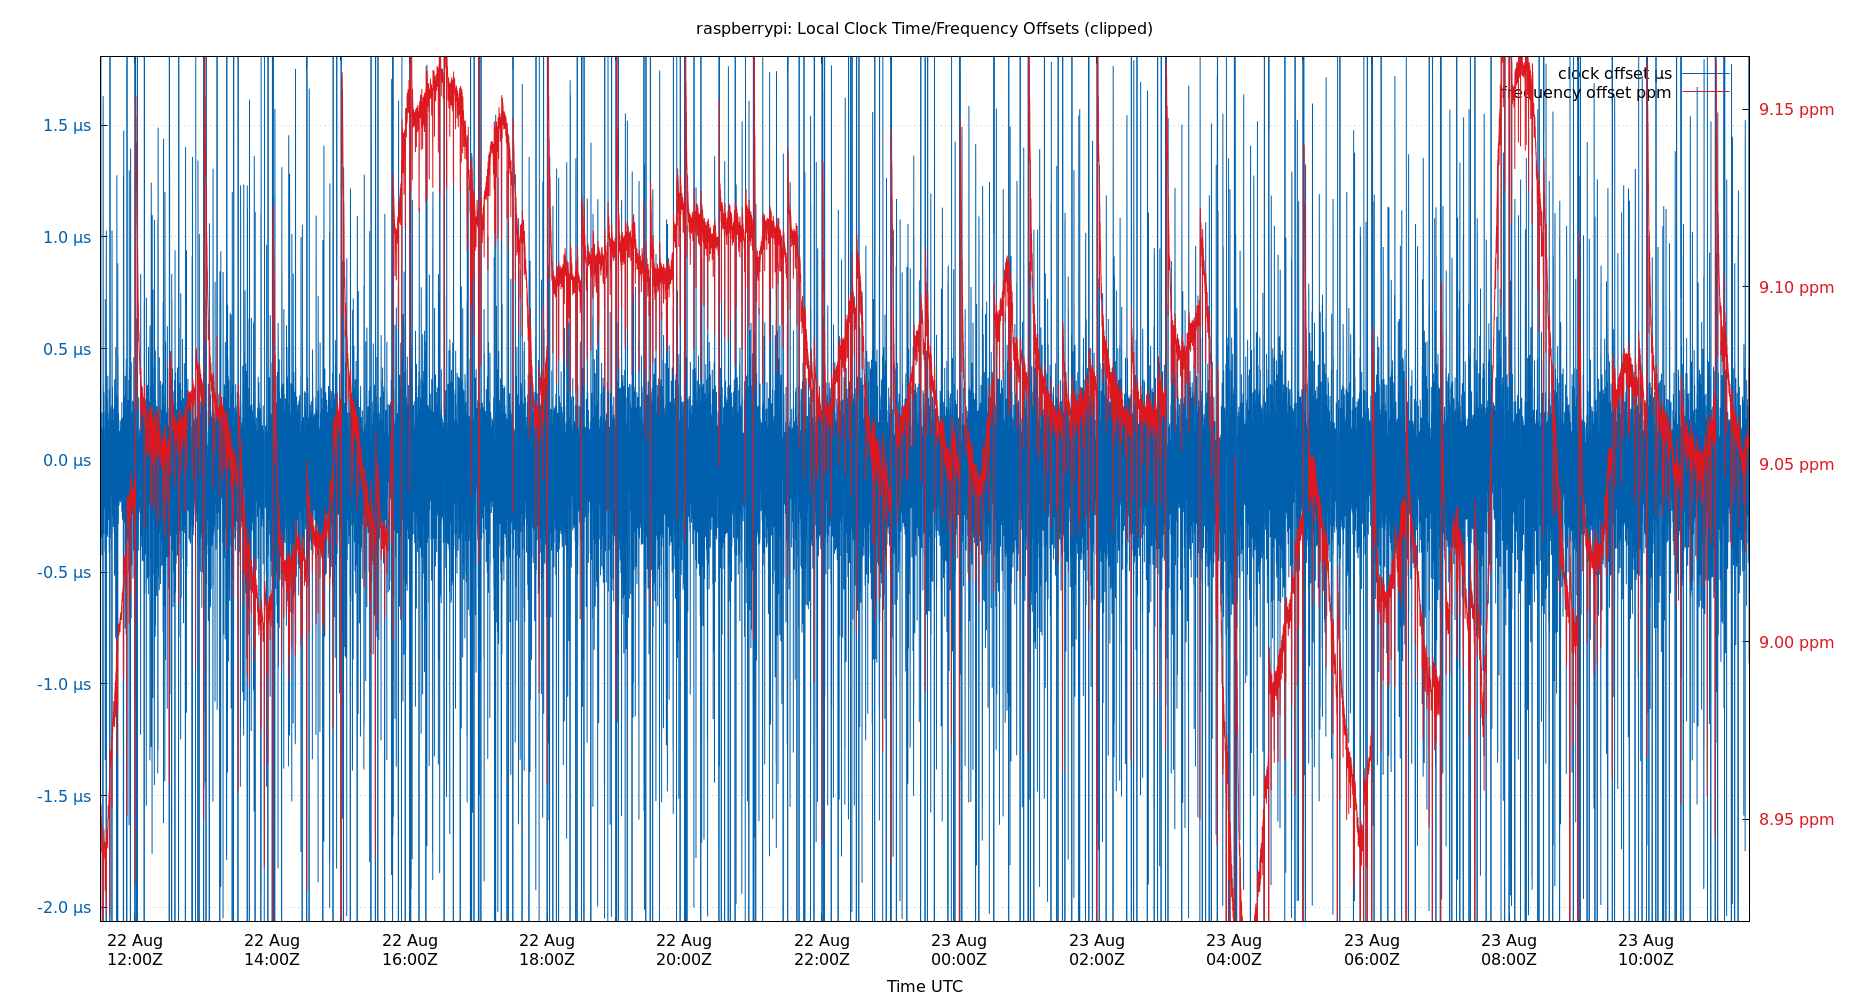 raspberrypi: Local Clock Time/Frequency Offsets (clipped)
clock offset µs
frequency offset ppm
1.5 µs
1.0 µs
0.5 µs
0.0 µs
-0.5 µs
-1.0 µs
-1.5 µs
-2.0 µs
9.15 ppm
9.10 ppm
9.05 ppm
9.00 ppm
8.95 ppm
22 Aug 22 Aug 22 Aug 22 Aug 22 Aug 22 Aug 23 Aug 23 Aug 23 Aug 23 Aug 23 Aug 23 Aug
12:00Z 14:00Z 16:00Z 18:00Z 20:00Z 22:00Z 00:00Z 02:00Z 04:00Z 06:00Z 08:00Z 10:00Z
Time UTC